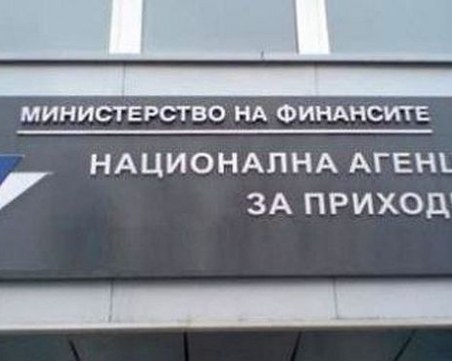 МИНИСТЕРСТВО НА ФИНАНСИТЕ
НАЦИОНАЛНА АГЕНЦ
ЗА ПРИХОД